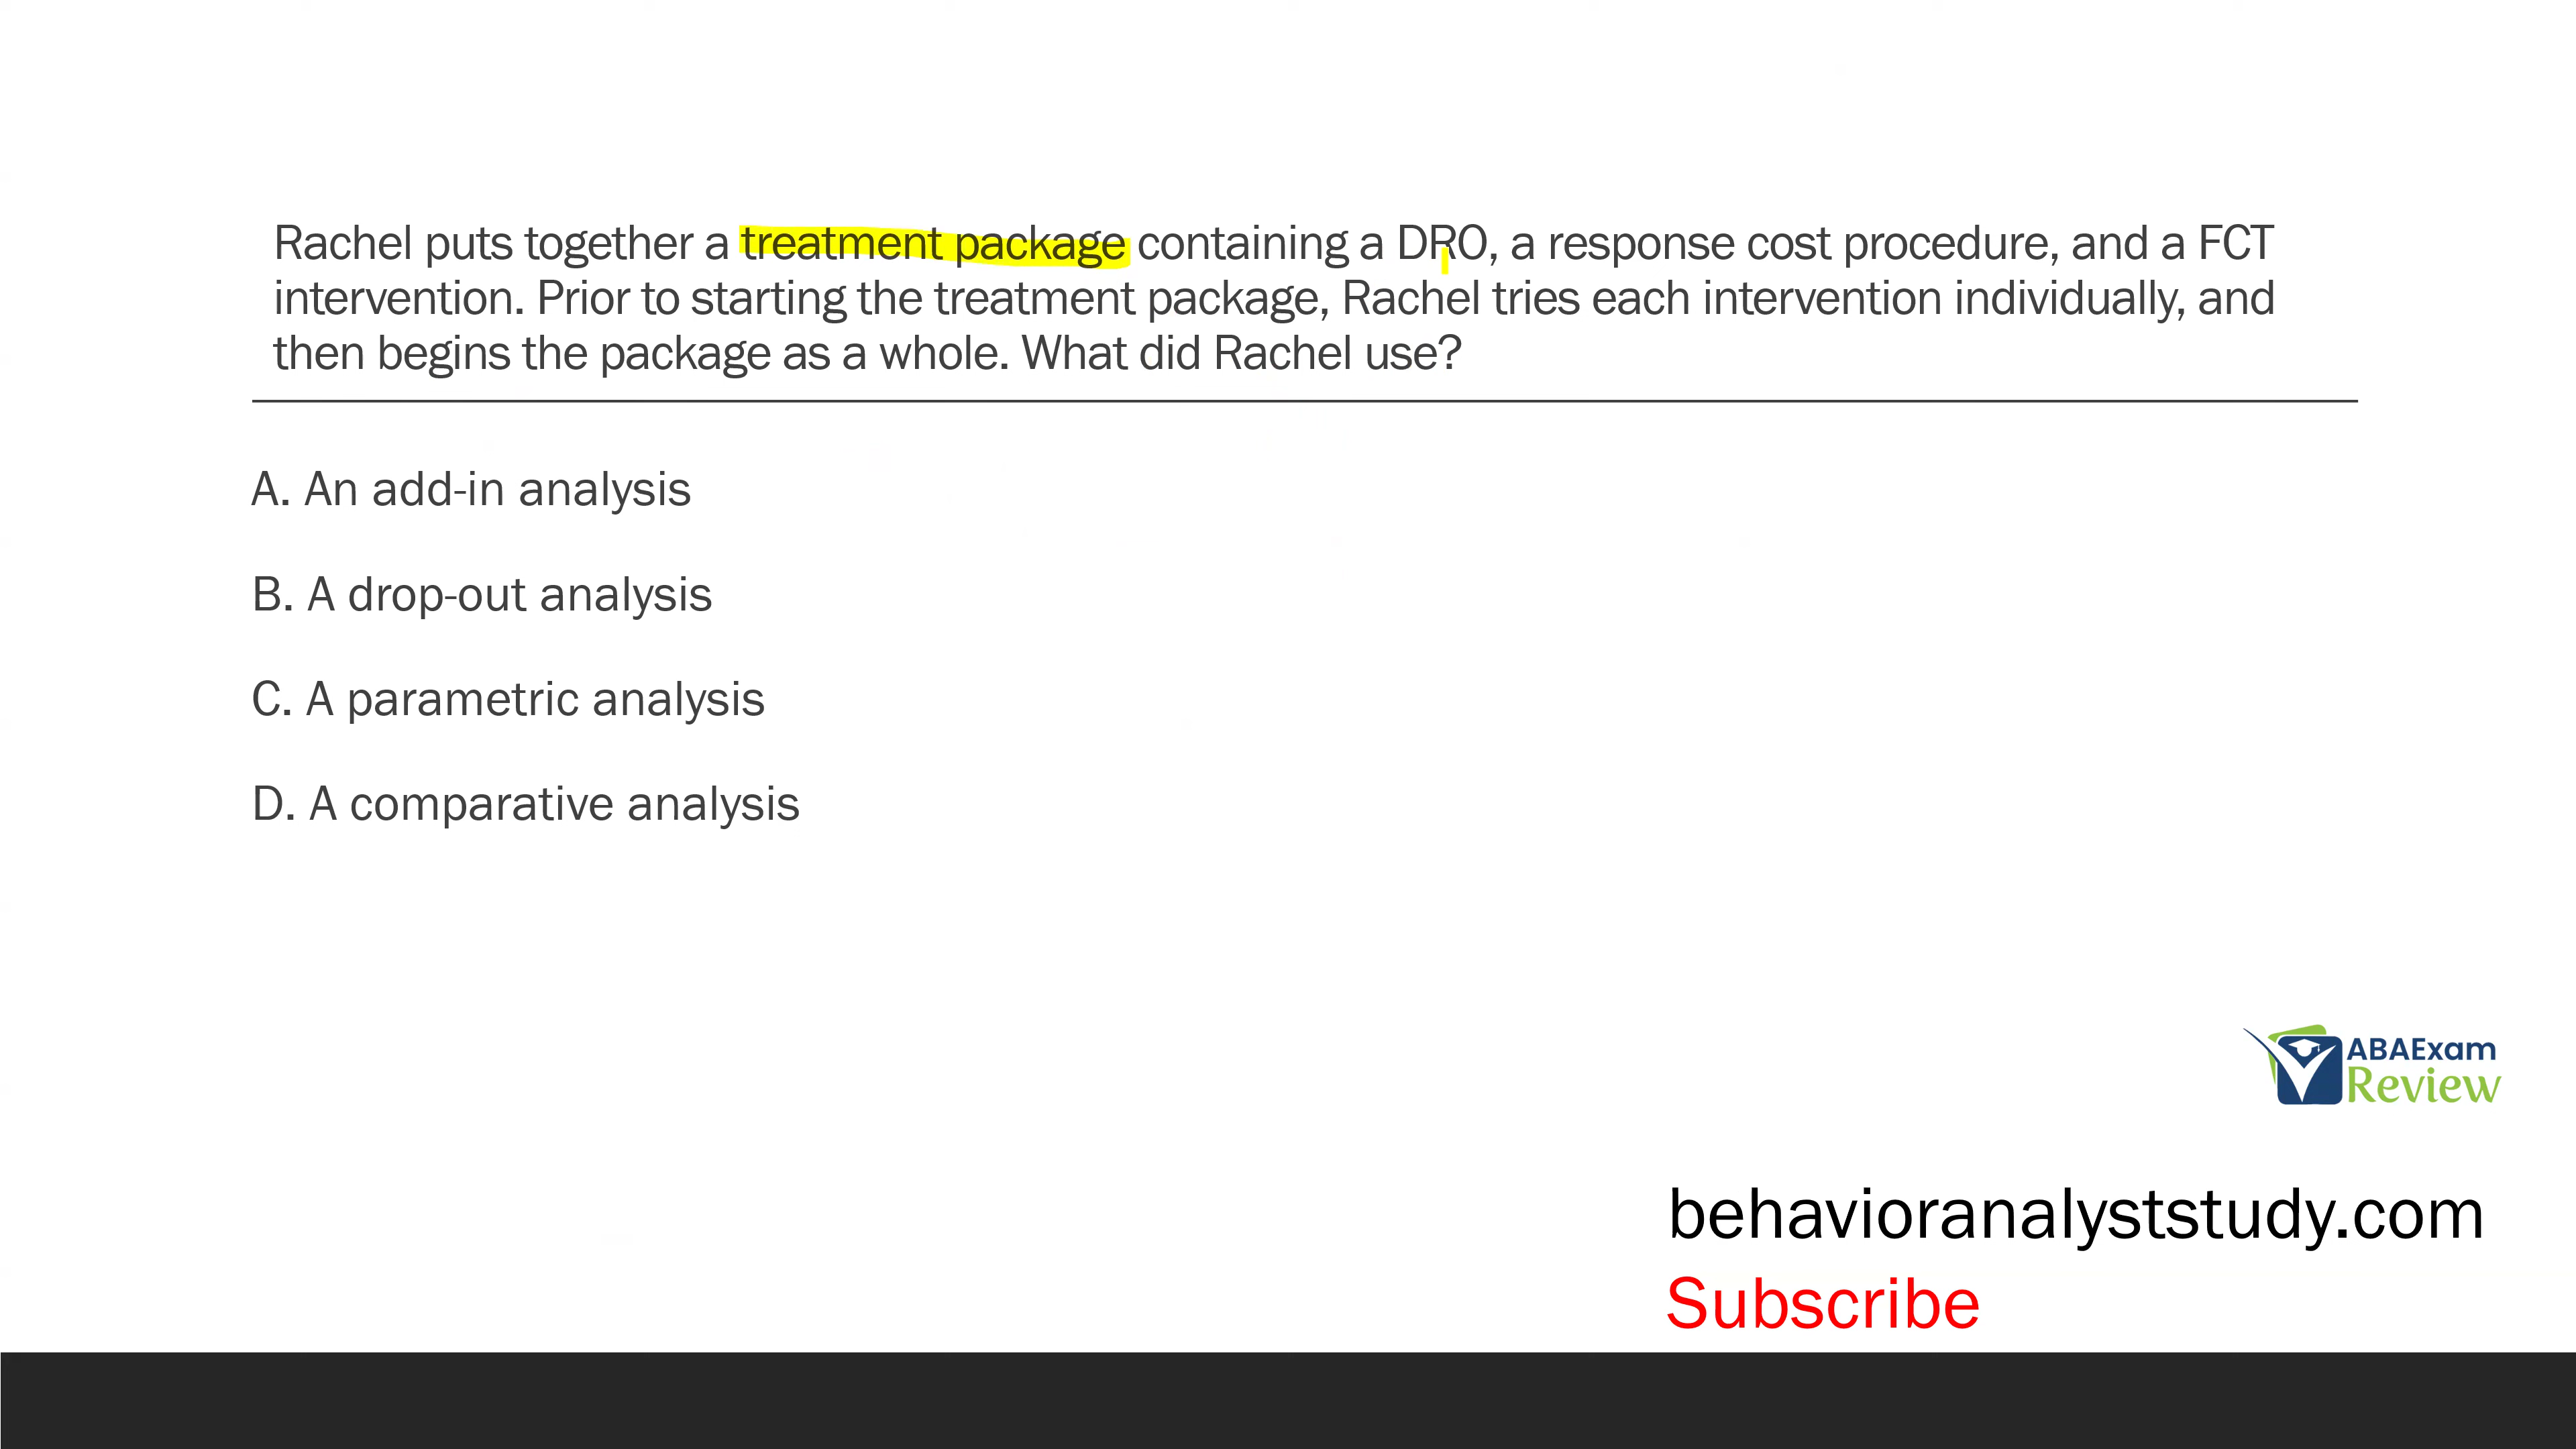 Rachel puts together a treatment package containing a DRO, a response cost procedure, and a FCT
intervention. Prior to starting the treatment package, Rachel tries each intervention individually, and
then begins the package as a whole. What did Rachel use?
A. An add-in analysis
B. A drop-out analysis
C. A parametric analysis
D. A comparative analysis
ABAExam
Review
behavioranalyststudy.com
Subscribe